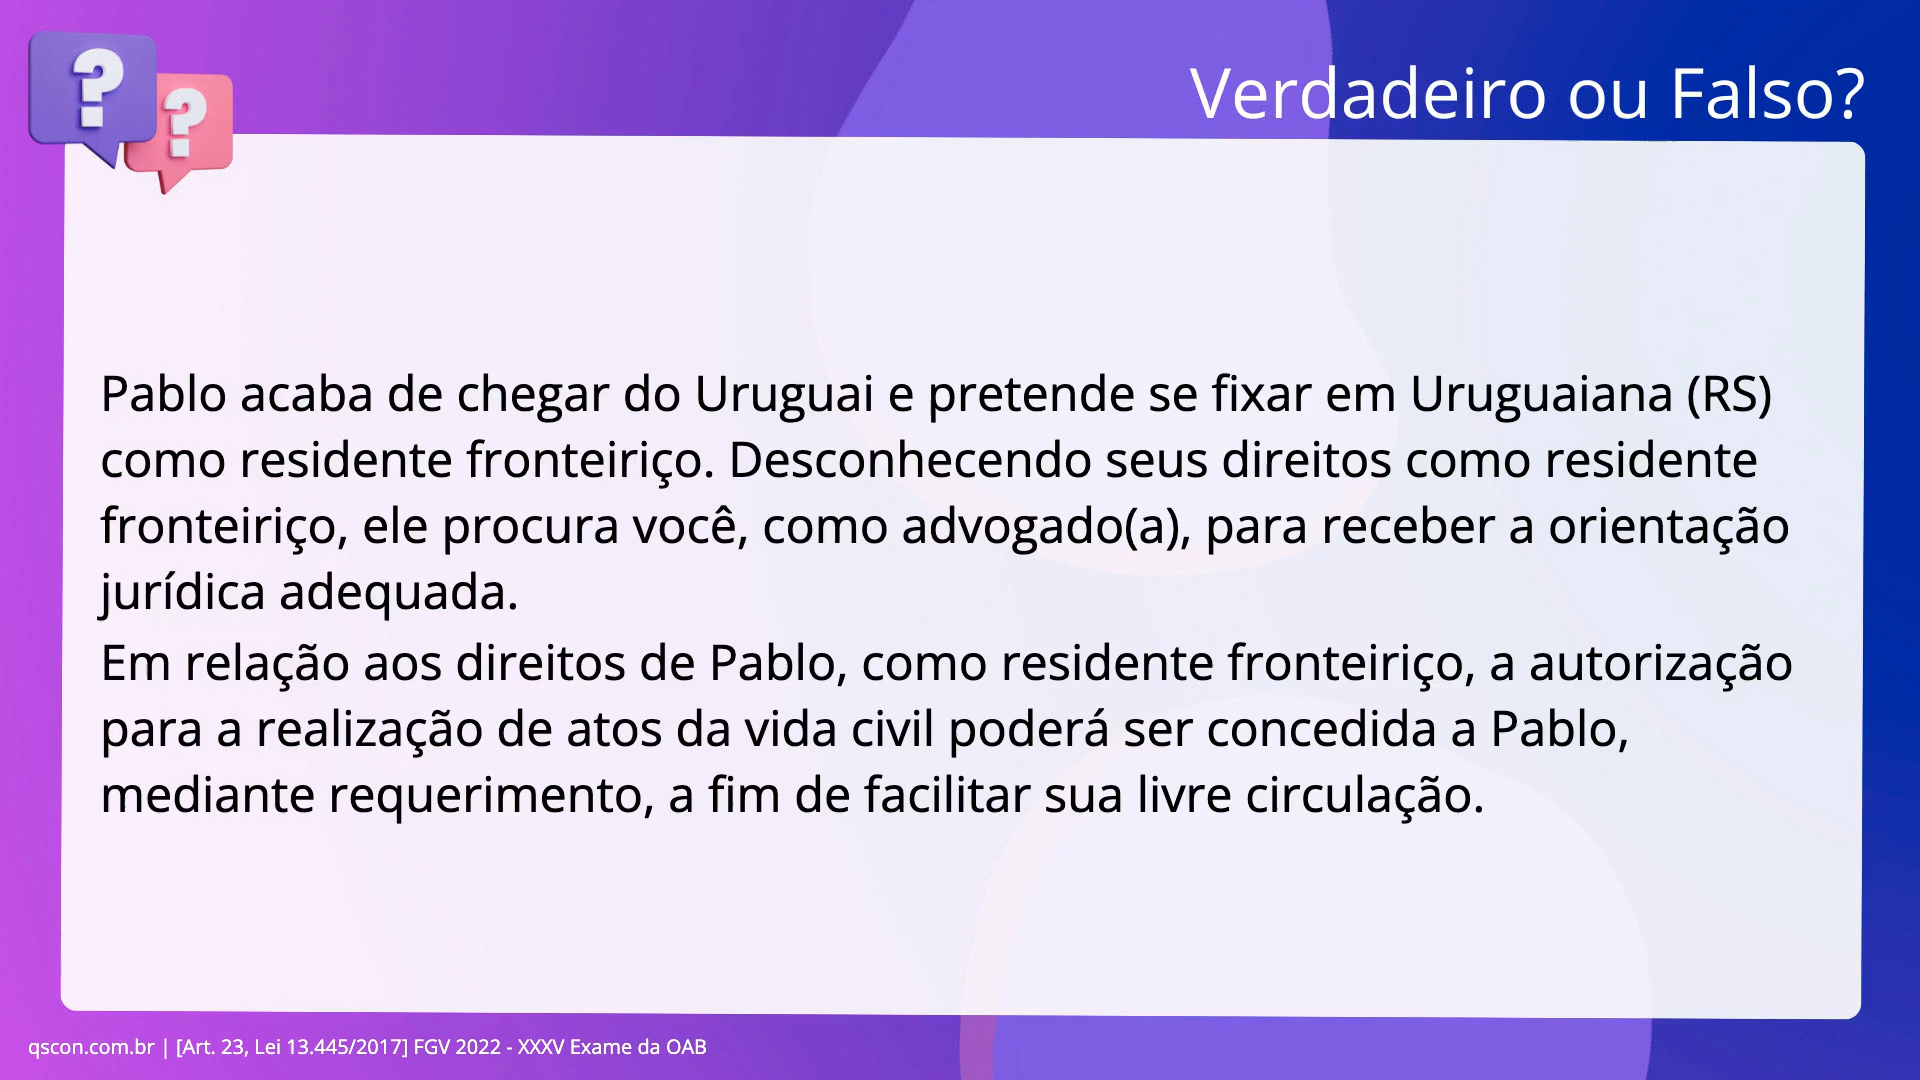 Verdadeiro ou Falso?
Pablo acaba de chegar do Uruguai e pretende se fixar em Uruguaiana (RS)
como residente fronteiriço. Desconhecendo seus direitos como residente
fronteiriço, ele procura você, como advogado(a), para receber a orientação
jurídica adequada.
Em relação aos direitos de Pablo, como residente fronteiriço, a autorização
para a realização de atos da vida civil poderá ser concedida a Pablo,
mediante requerimento, a fim de facilitar sua livre circulação.
qscon.com.br | [Art. 23, Lei 13.445/2017] FGV 2022 - XXXV Exame da OAB